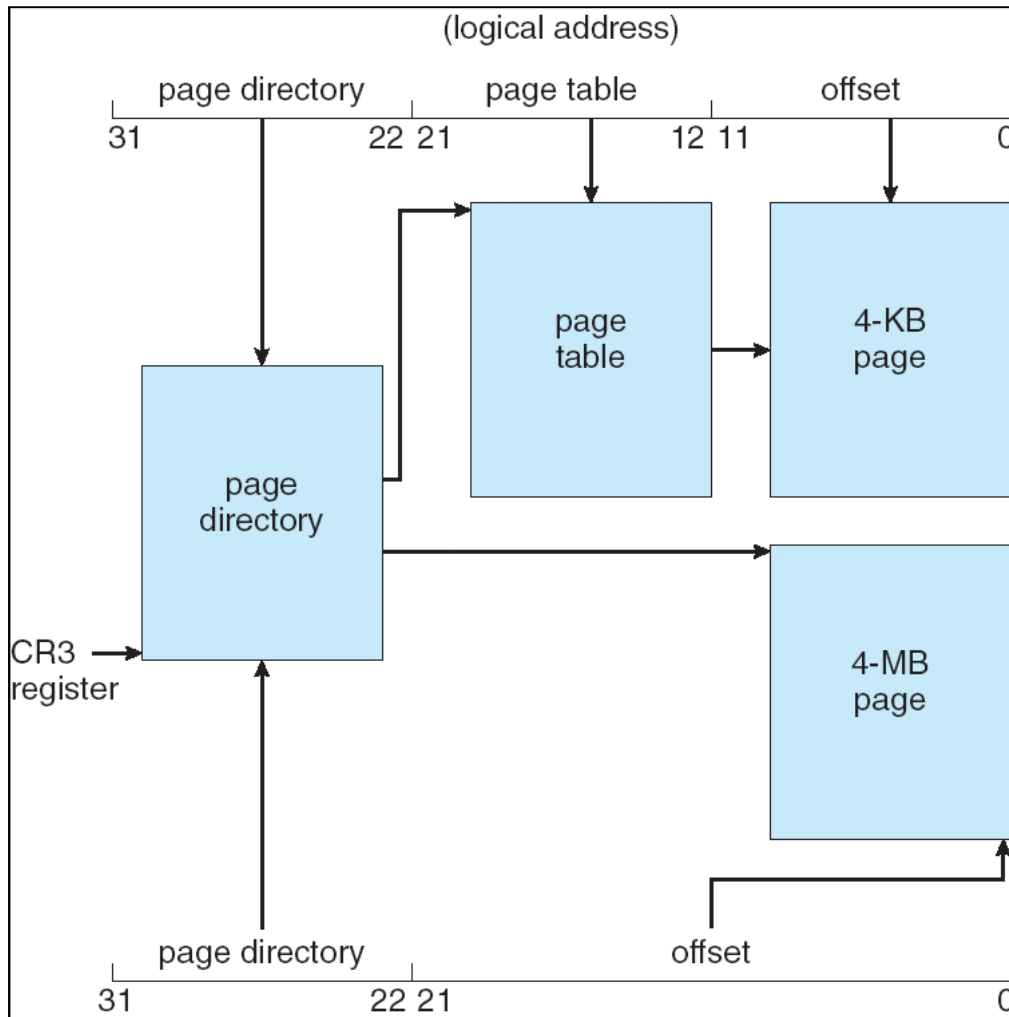 (logical address)
page directory page table offset
31 22 21 12 11 0
page
table
4-KB
page
page
directory
CR3
register
4-MB
page
page directory offset
31 22 21 0